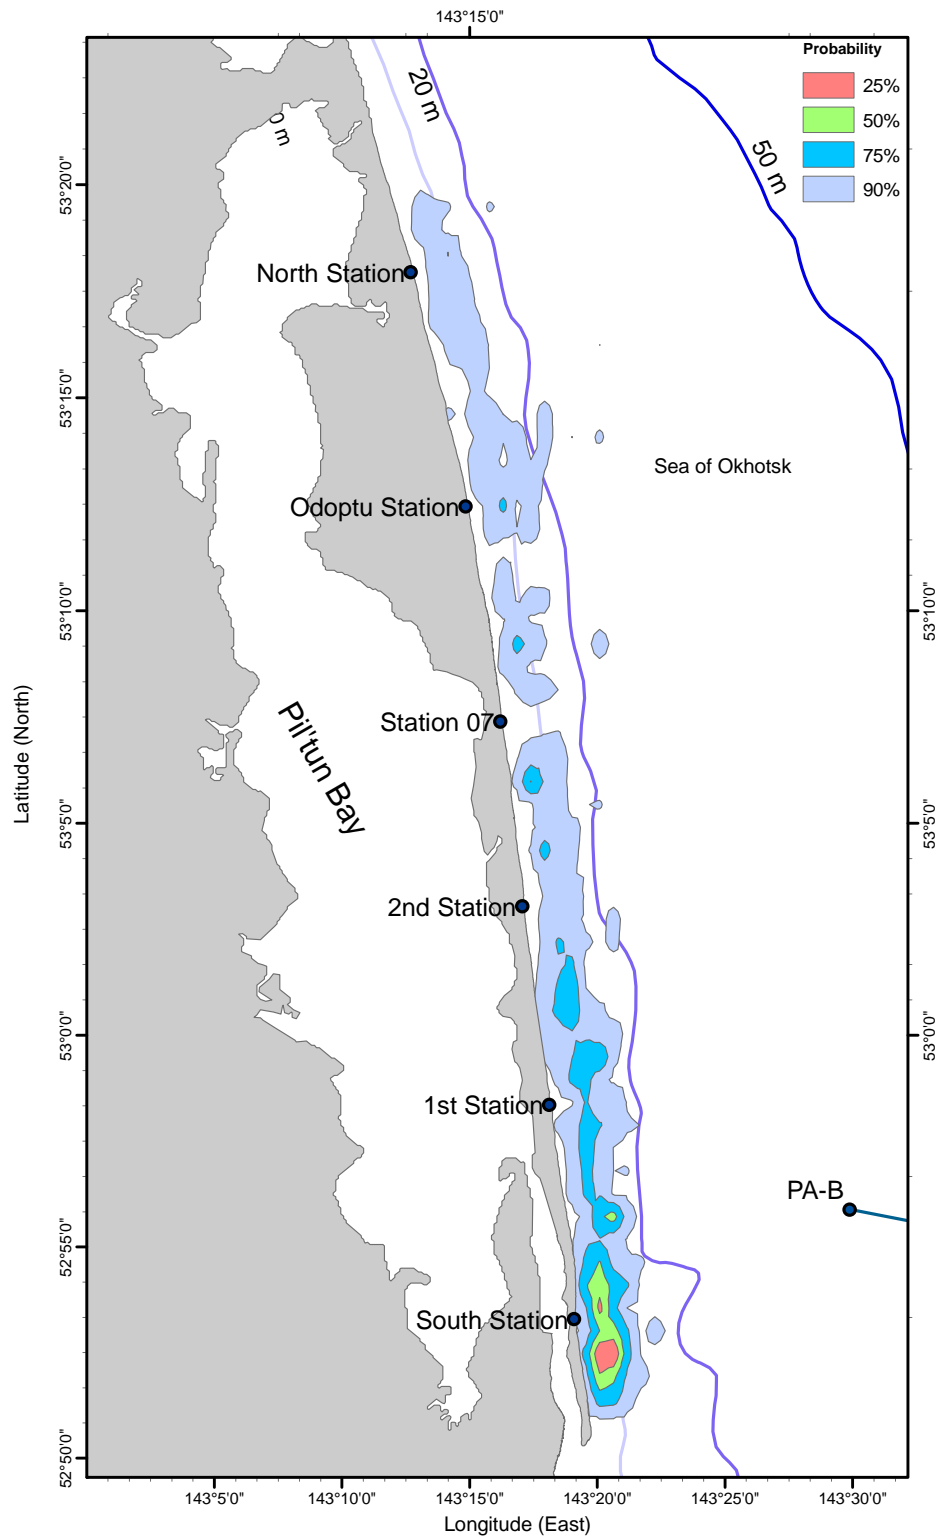 143°15'0"
Probability
25%
50%
75%
90%
20 m
50 m
0 m
53°20'0"
53°20'0"
North Station
53°15'0"
53°15'0"
Sea of Okhotsk
Odoptu Station
53°10'0"
53°10'0"
Station 07
Pil'tun Bay
Latitude (North)
53°5'0"
53°5'0"
2nd Station
53°0'0"
53°0'0"
1st Station
PA-B
52°55'0"
52°55'0"
South Station
52°50'0"
52°50'0"
143°5'0"
143°10'0"
143°15'0"
143°20'0"
143°25'0"
143°30'0"
Longitude (East)